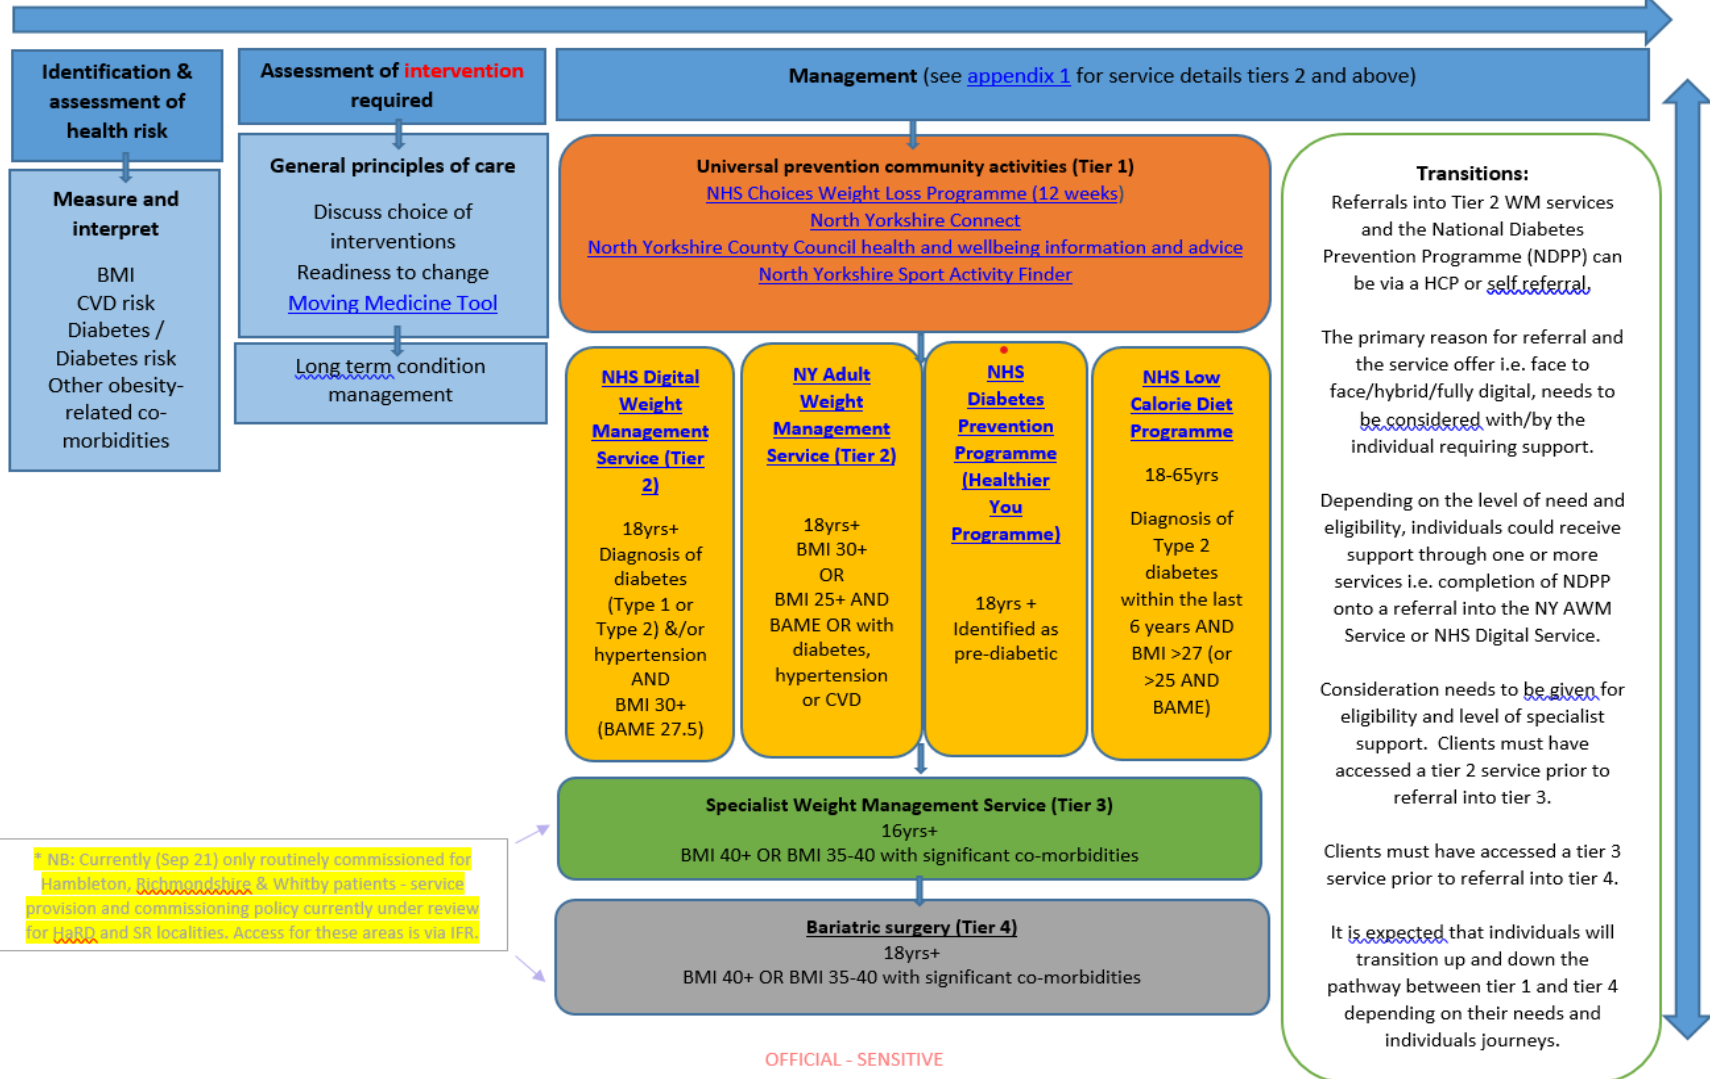 Identification &
assessment of
health risk
Measure and
interpret
BMI
CVD risk
Diabetes /
Diabetes risk
Other obesity-
related co-
morbidities
Assessment of intervention
required
General principles of care
Discuss choice of
interventions
Readiness to change
Moving Medicine Tool
Long term condition
management
Management (see appendix 1 for service details tiers 2 and above)
Universal prevention community activities (Tier 1)
NHS Choices Weight Loss Programme (12 weeks)
North Yorkshire Connect
North Yorkshire County Council health and wellbeing information and advice
North Yorkshire Sport Activity Finder
NHS Digital
Weight
Management
Service (Tier
2)
18yrs+
Diagnosis of
diabetes
(Type 1 or
Type 2) &/or
hypertension
AND
BMI 30+
(BAME 27.5)
NY Adult
Weight
Management
Service (Tier 2)
18yrs+
BMI 30+
OR
BMI 25+ AND
BAME OR with
diabetes,
hypertension
or CVD
NHS
Diabetes
Prevention
Programme
(Healthier
You
Programme)
18yrs +
Identified as
pre-diabetic
NHS Low
Calorie Diet
Programme
18-65yrs
Diagnosis of
Type 2
diabetes
within the last
6 years AND
BMI >27 (or
>25 AND
BAME)
Specialist Weight Management Service (Tier 3)
16yrs+
BMI 40+ OR BMI 35-40 with significant co-morbidities
Bariatric surgery (Tier 4)
18yrs+
BMI 40+ OR BMI 35-40 with significant co-morbidities
* NB: Currently (Sep 21) only routinely commissioned for
Hambleton, Richmondshire & Whitby patients - service
provision and commissioning policy currently under review
for HaRD and SR localities. Access for these areas is via IFR.
Transitions:
Referrals into Tier 2 WM services
and the National Diabetes
Prevention Programme (NDPP) can
be via a HCP or self referral.
The primary reason for referral and
the service offer i.e. face to
face/hybrid/fully digital, needs to
be considered with/by the
individual requiring support.
Depending on the level of need and
eligibility, individuals could receive
support through one or more
services i.e. completion of NDPP
onto a referral into the NY AWM
Service or NHS Digital Service.
Consideration needs to be given for
eligibility and level of specialist
support. Clients must have
accessed a tier 2 service prior to
referral into tier 3.
Clients must have accessed a tier 3
service prior to referral into tier 4.
It is expected that individuals will
transition up and down the
pathway between tier 1 and tier 4
depending on their needs and
individuals journeys.
OFFICIAL - SENSITIVE